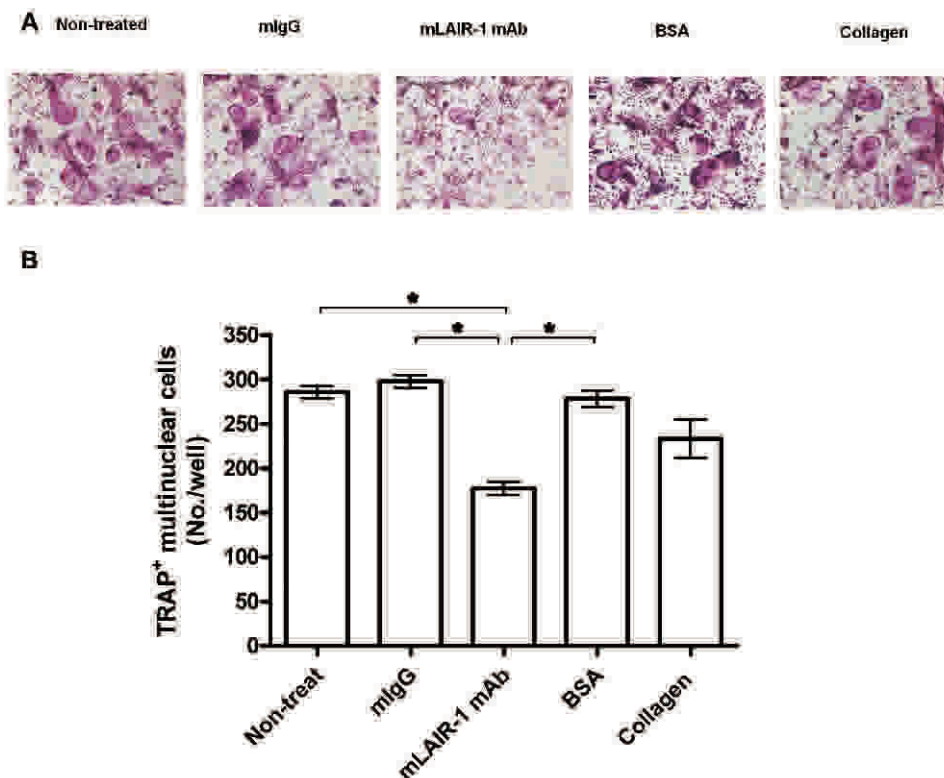 A
Non-treated
mIgG
mLAIR-1 mAb
BSA
Collagen
B
*
*
*
TRAP+ multinuclear cells
(No./well)
350
300
250
200
150
100
50
0
Non-treat
mIgG
mLAIR-1 mAb
BSA
Collagen